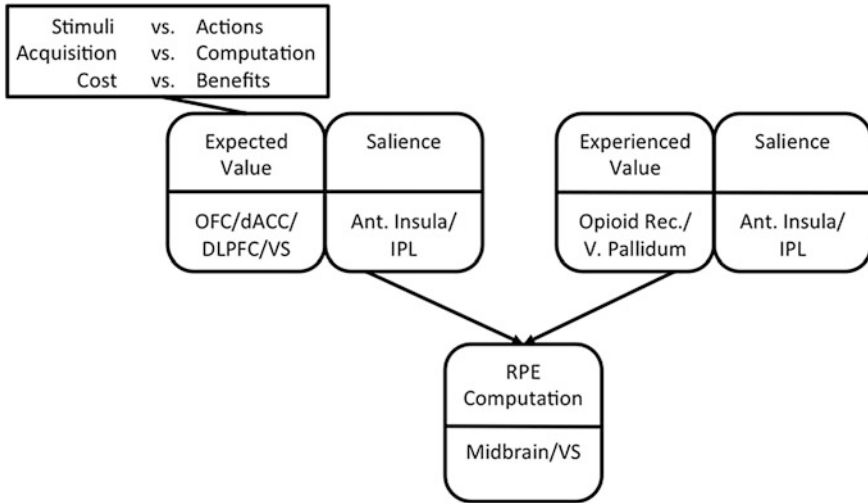 Stimuli vs. Actions
Acquisition vs. Computation
Cost vs. Benefits
Expected
Value
OFC/dACC/
DLPFC/VS
Salience
Ant. Insula/
IPL
Experienced
Value
Opioid Rec./
V. Pallidum
Salience
Ant. Insula/
IPL
RPE
Computation
Midbrain/VS